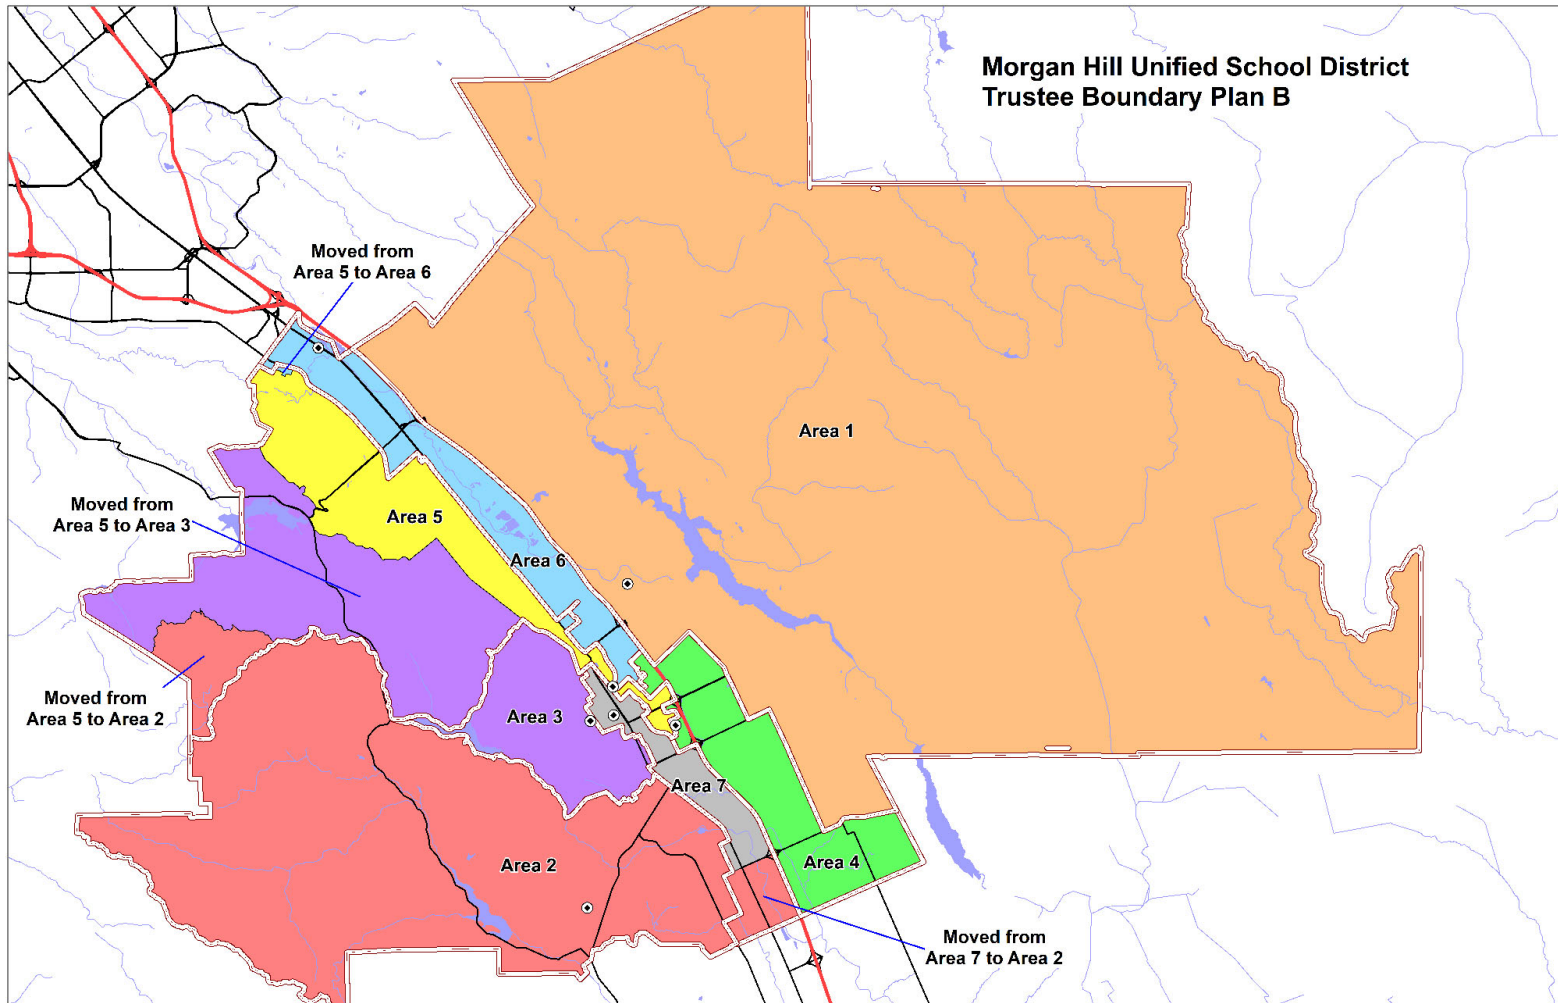 Morgan Hill Unified School District
Trustee Boundary Plan B
Moved from
Area 5 to Area 6
Area 1
Moved from
Area 5 to Area 3
Area 5
Area 6
Moved from
Area 5 to Area 2
Area 3
Area 7
Area 2
Area 4
Moved from
Area 7 to Area 2